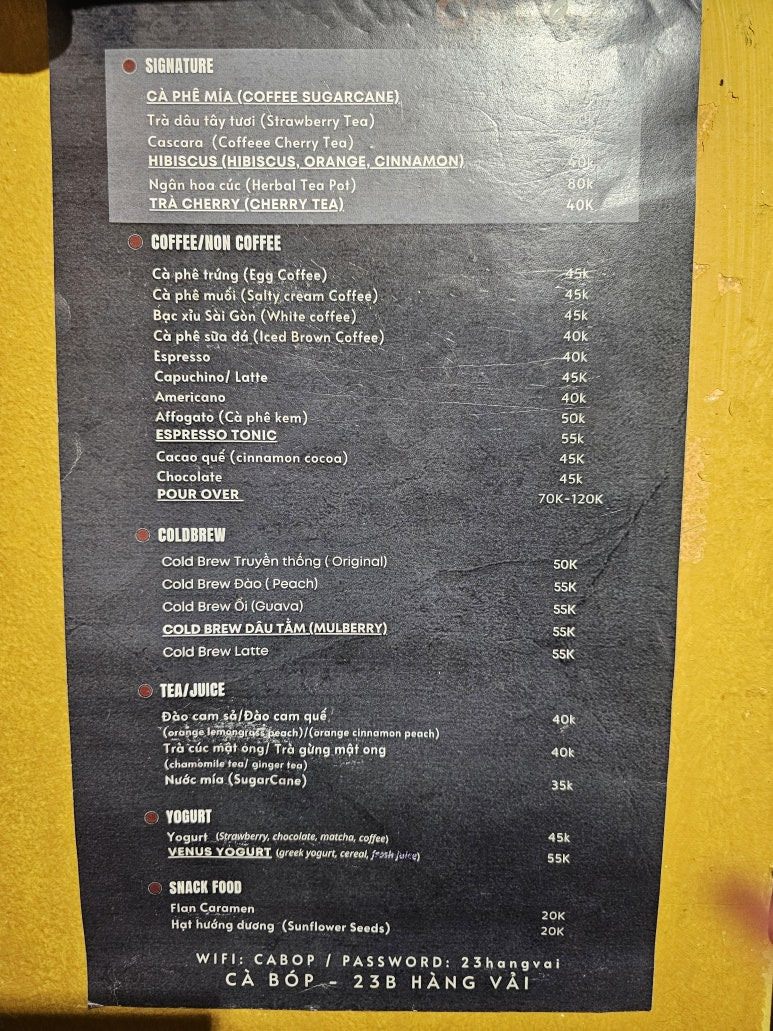 SIGNATURE
CÀ PHÊ MÍA (COFFEE SUGARCANE)
Trà dâu tây tươi (Strawberry Tea)
Cascara (Coffeee Cherry Tea)
HIBISCUS (HIBISCUS, ORANGE, CINNAMON) 40k
Ngân hoa cúc (Herbal Tea Pot) 80k
TRÀ CHERRY (CHERRY TEA) 40K
COFFEE/NON COFFEE
Cà phê trứng (Egg Coffee) 45k
Cà phê muối (Salty cream Coffee) 45k
Bạc xỉu Sài Gòn (White coffee) 45k
Cà phê sữa đá (Iced Brown Coffee) 40k
Espresso 40k
Capuchino/ Latte 45K
Americano 40k
Affogato (Cà phê kem) 50k
ESPRESSO TONIC 55k
Cacao quế (cinnamon cocoa) 45K
Chocolate 45k
POUR OVER 70K-120K
COLDBREW
Cold Brew Truyền thống ( Original) 50K
Cold Brew Đào ( Peach) 55K
Cold Brew Ổi (Guava) 55K
COLD BREW DÂU TẰM (MULBERRY) 55K
Cold Brew Latte 55K
TEA/JUICE
Đào cam sả/Đào cam quế 40k
(orange lemongrass peach)/(orange cinnamon peach)
Trà cúc mật ong/ Trà gừng mật ong 40k
(chamomile tea/ ginger tea)
Nước mía (SugarCane) 35k
YOGURT
Yogurt (Strawberry, chocolate, matcha, coffee) 45k
VENUS YOGURT (greek yogurt, cereal, fresh juice) 55K
SNACK FOOD
Flan Caramen 20K
Hạt hướng dương (Sunflower Seeds) 20K
WIFI: CABOP / PASSWORD: 23hangvai
CÀ BÓP - 23B HÀNG VẢI